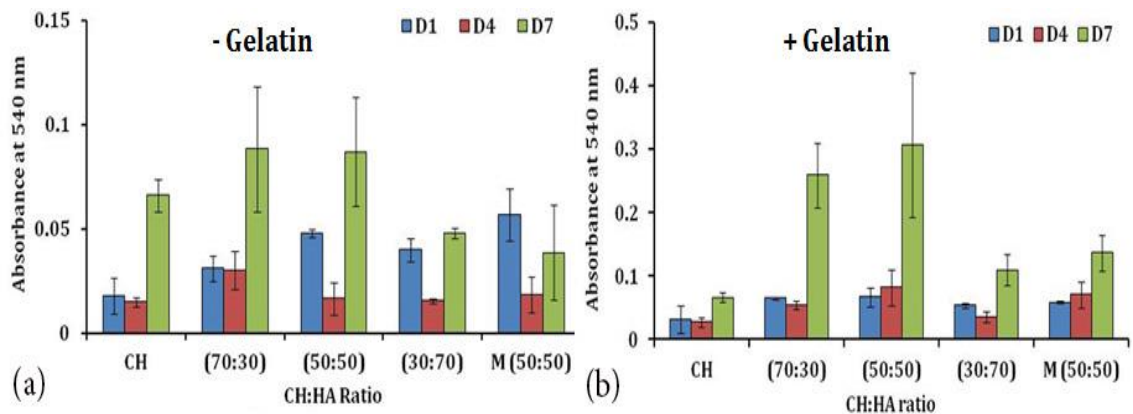 - Gelatin
D1 D4 D7
Absorbance at 540 nm
0.15
0.1
0.05
0
CH (70:30) (50:50) (30:70) M (50:50)
CH:HA Ratio
(a)
+ Gelatin
D1 D4 D7
Absorbance at 540 nm
0.5
0.4
0.3
0.2
0.1
0
CH (70:30) (50:50) (30:70) M (50:50)
CH:HA ratio
(b)